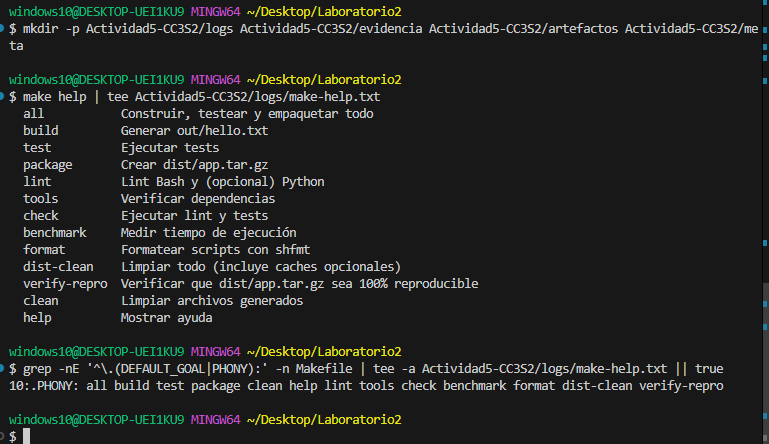 windows10@DESKTOP-UEI1KU9 MINGW64 ~/Desktop/Laboratorio2
$ mkdir -p Actividad5-CC3S2/logs Actividad5-CC3S2/evidencia Actividad5-CC3S2/artefactos Actividad5-CC3S2/me
ta
windows10@DESKTOP-UEI1KU9 MINGW64 ~/Desktop/Laboratorio2
$ make help | tee Actividad5-CC3S2/logs/make-help.txt
  all          Construir, testear y empaquetar todo
  build        Generar out/hello.txt
  test         Ejecutar tests
  package      Crear dist/app.tar.gz
  lint         Lint Bash y (opcional) Python
  tools        Verificar dependencias
  check        Ejecutar lint y tests
  benchmark    Medir tiempo de ejecución
  format       Formatear scripts con shfmt
  dist-clean   Limpiar todo (incluye caches opcionales)
  verify-repro Verificar que dist/app.tar.gz sea 100% reproducible
  clean        Limpiar archivos generados
  help         Mostrar ayuda
windows10@DESKTOP-UEI1KU9 MINGW64 ~/Desktop/Laboratorio2
$ grep -nE '^\.(DEFAULT_GOAL|PHONY):' -n Makefile | tee -a Actividad5-CC3S2/logs/make-help.txt || true
10:.PHONY: all build test package clean help lint tools check benchmark format dist-clean verify-repro
windows10@DESKTOP-UEI1KU9 MINGW64 ~/Desktop/Laboratorio2
$